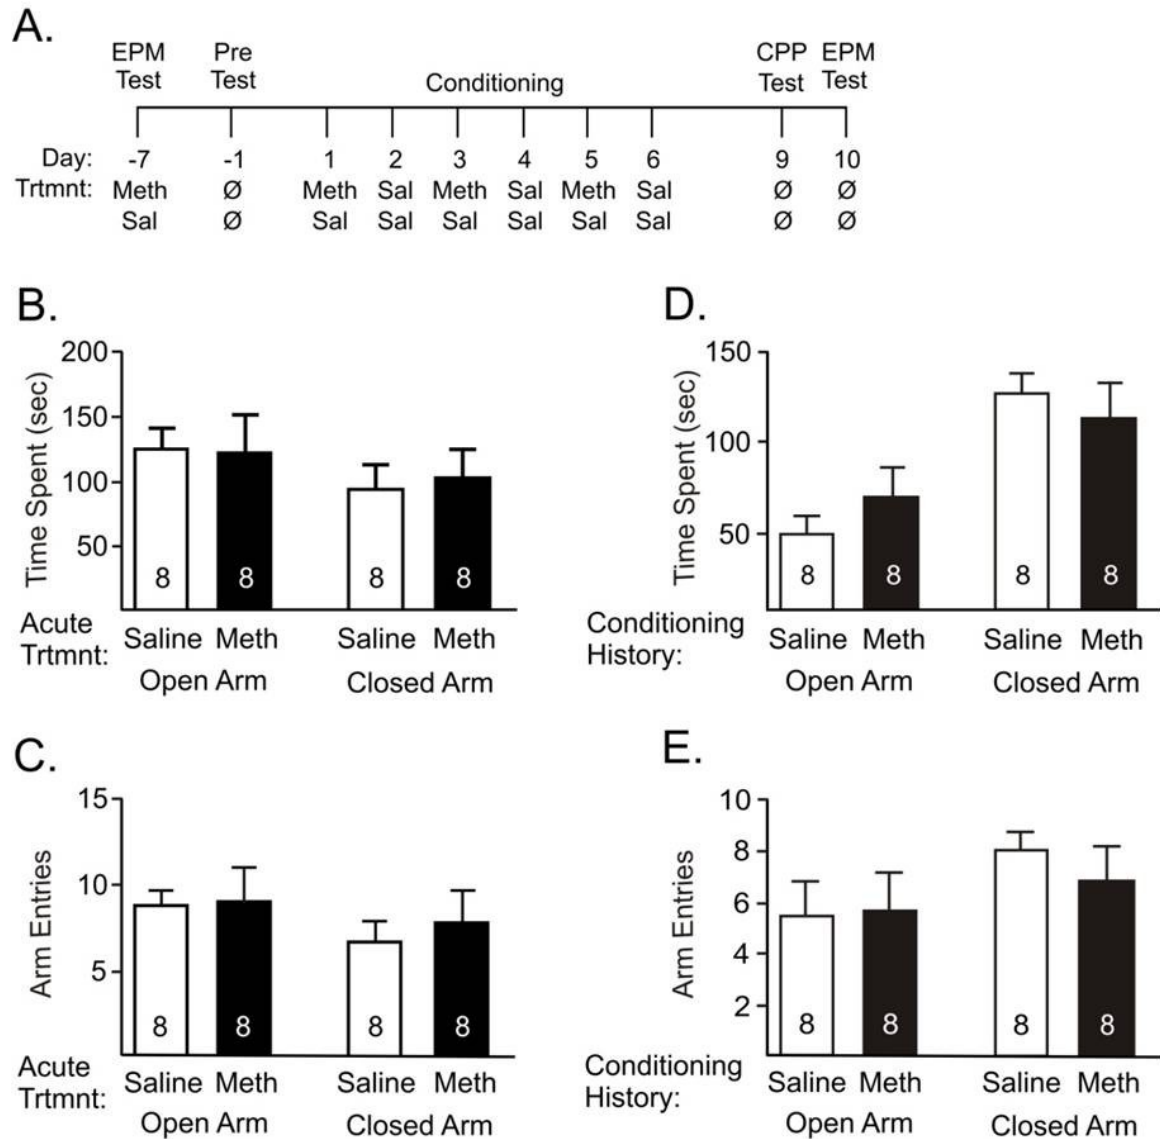 A.
EPM Pre CPP EPM
Test Test Conditioning Test Test
Day: -7 -1 1 2 3 4 5 6 9 10
Trtmnt: Meth Ø Meth Sal Meth Sal Meth Sal Ø Ø
Sal Ø Sal Sal Sal Sal Sal Sal Ø Ø
B.
Time Spent (sec)
200
150
100
50
8 8 8 8
Acute
Trtmnt:
Saline Meth Saline Meth
Open Arm Closed Arm
C.
Arm Entries
15
10
5
8 8 8 8
Acute
Trtmnt:
Saline Meth Saline Meth
Open Arm Closed Arm
D.
Time Spent (sec)
150
100
50
8 8 8 8
Conditioning
History:
Saline Meth Saline Meth
Open Arm Closed Arm
E.
Arm Entries
10
8
6
4
2
8 8 8 8
Conditioning
History:
Saline Meth Saline Meth
Open Arm Closed Arm